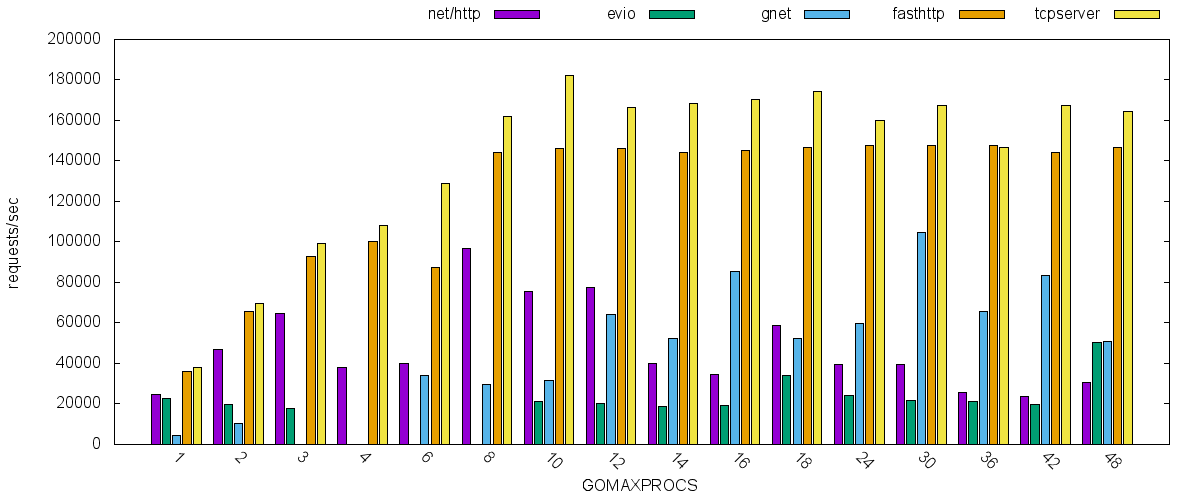 net/http evio gnet fasthttp tcpserver
200000
180000
160000
140000
120000
100000
80000
60000
40000
20000
0
requests/sec
1 2 3 4 6 8 10 12 14 16 18 24 30 36 42 48
GOMAXPROCS